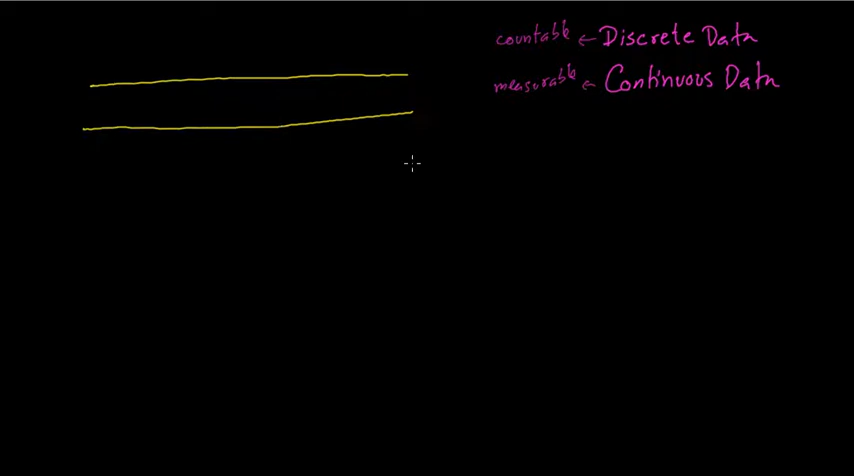 countable ← Discrete Data
measurable ← Continuous Data